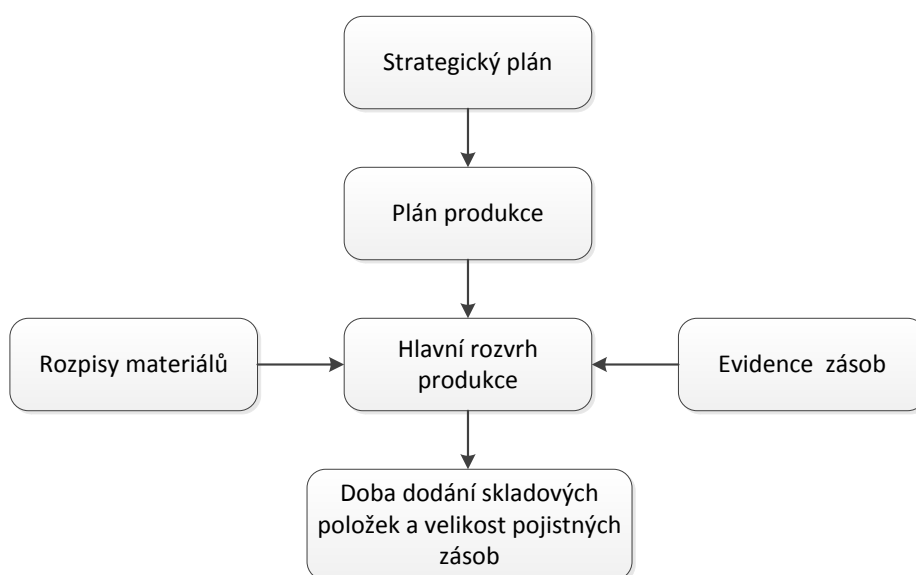 Strategický plán
Plán produkce
Rozpisy materiálů
Hlavní rozvrh
produkce
Evidence  zásob
Doba dodání skladových
položek a velikost pojistných
zásob